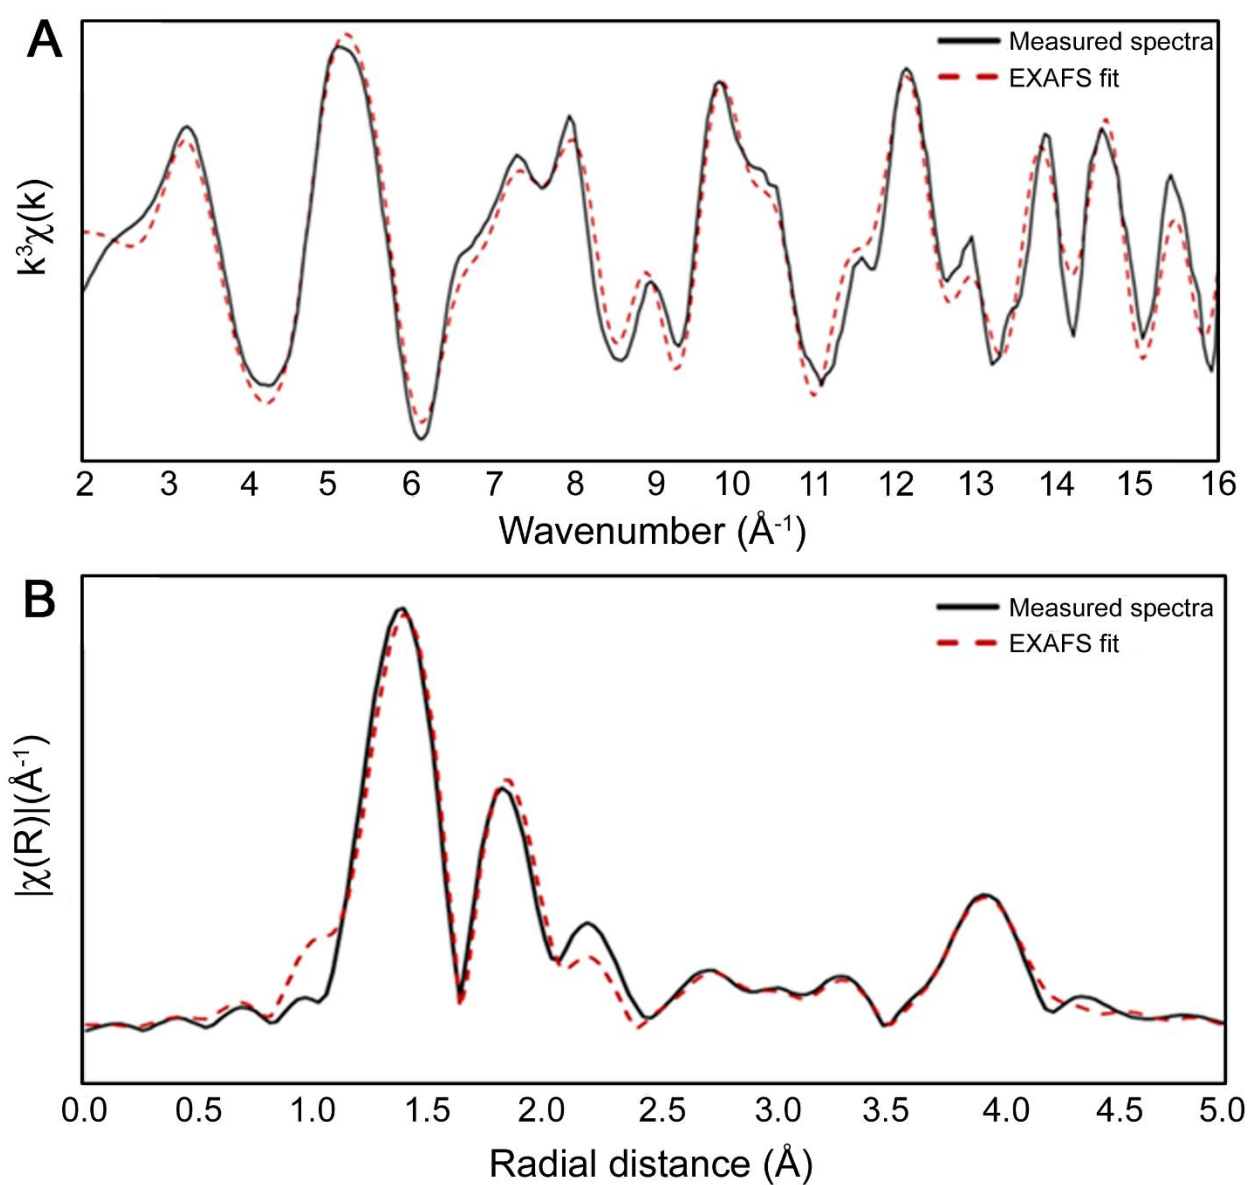 A
Measured spectra
EXAFS fit
k³χ(k)
2 3 4 5 6 7 8 9 10 11 12 13 14 15 16
Wavenumber (Å⁻¹)
B
Measured spectra
EXAFS fit
|χ(R)|(Å⁻¹)
0.0 0.5 1.0 1.5 2.0 2.5 3.0 3.5 4.0 4.5 5.0
Radial distance (Å)